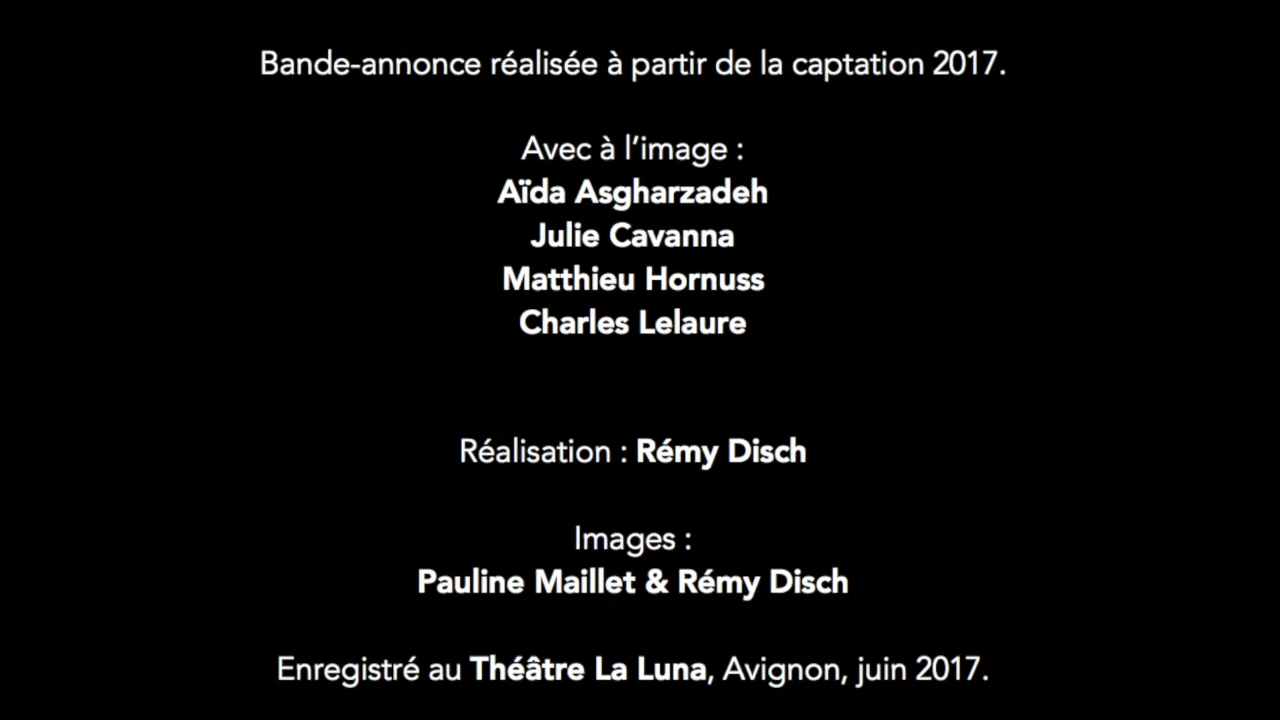 Bande-annonce réalisée à partir de la captation 2017.
Avec à l’image :
Aïda Asgharzadeh
Julie Cavanna
Matthieu Hornuss
Charles Lelaure
Réalisation : Rémy Disch
Images :
Pauline Maillet & Rémy Disch
Enregistré au Théâtre La Luna, Avignon, juin 2017.